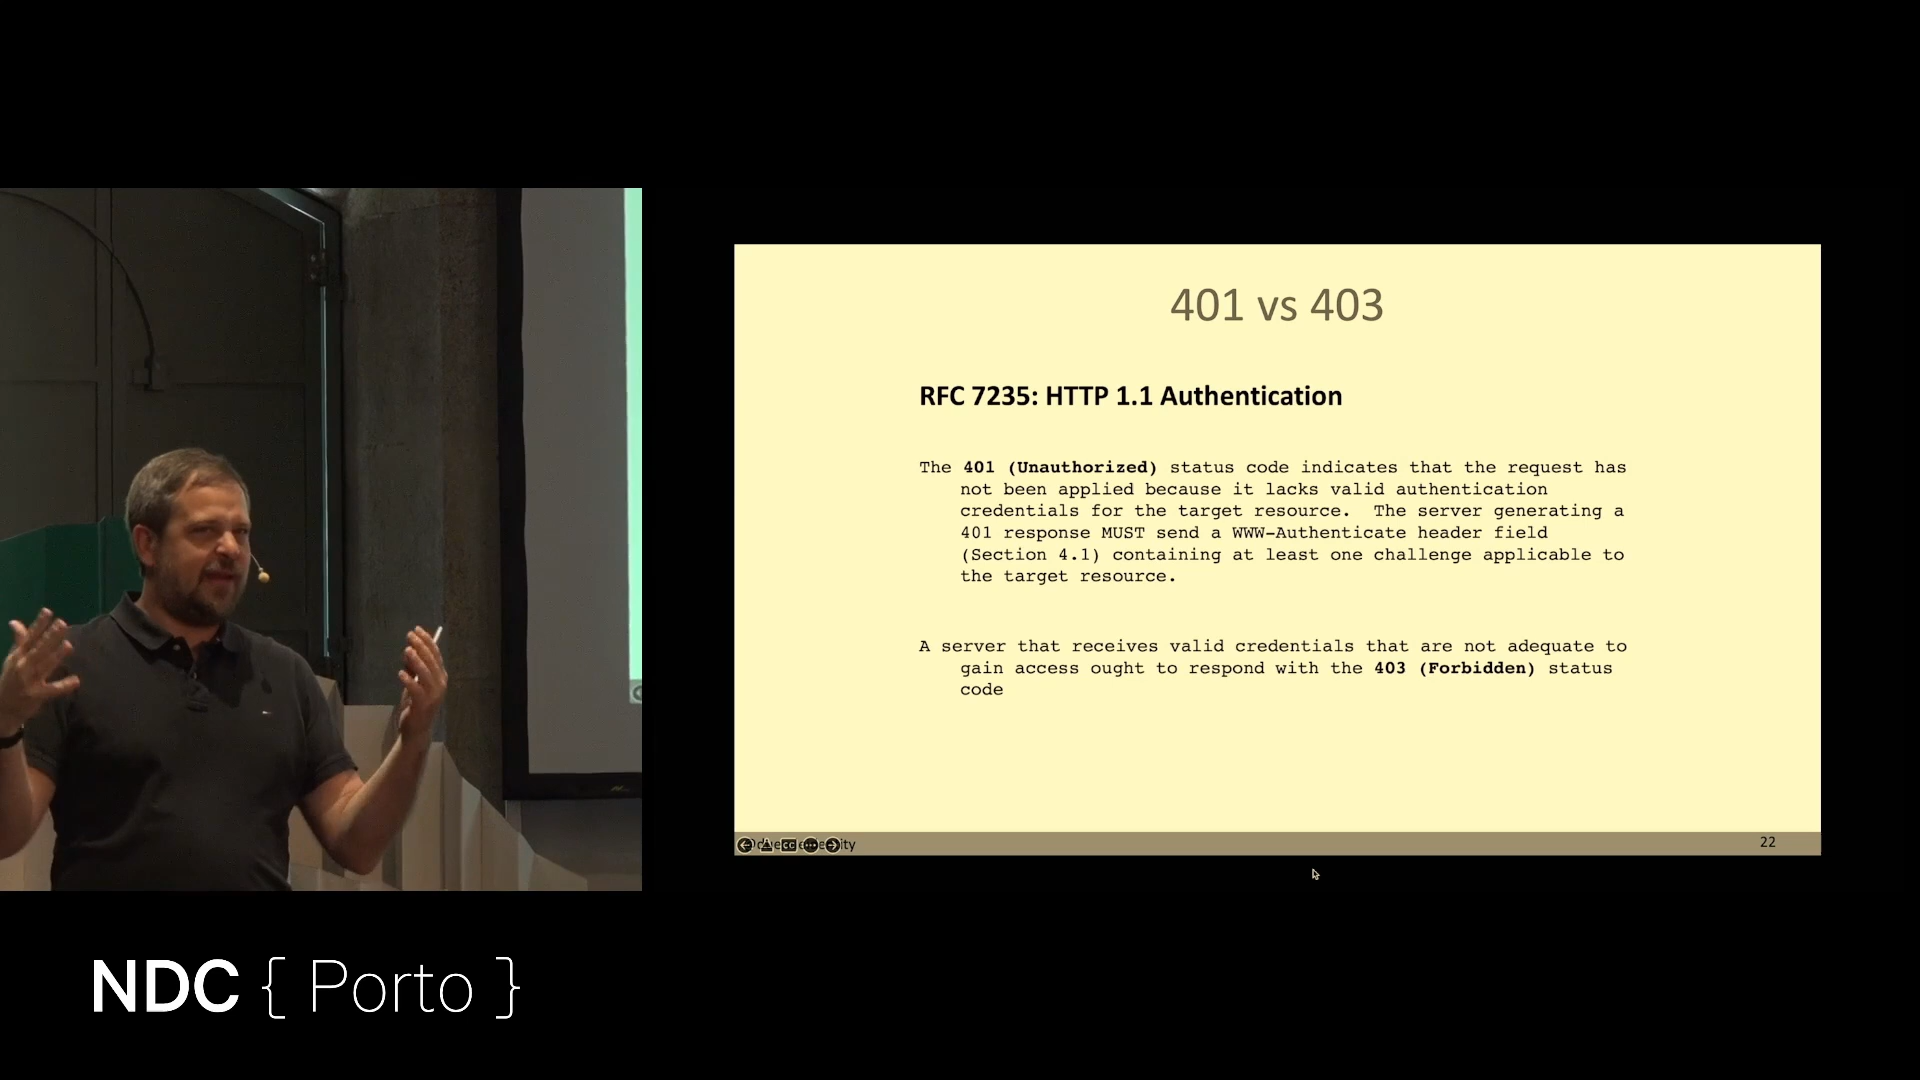 401 vs 403
RFC 7235: HTTP 1.1 Authentication
The 401 (Unauthorized) status code indicates that the request has
not been applied because it lacks valid authentication
credentials for the target resource. The server generating a
401 response MUST send a WWW-Authenticate header field
(Section 4.1) containing at least one challenge applicable to
the target resource.
A server that receives valid credentials that are not adequate to
gain access ought to respond with the 403 (Forbidden) status
code
22
NDC { Porto }